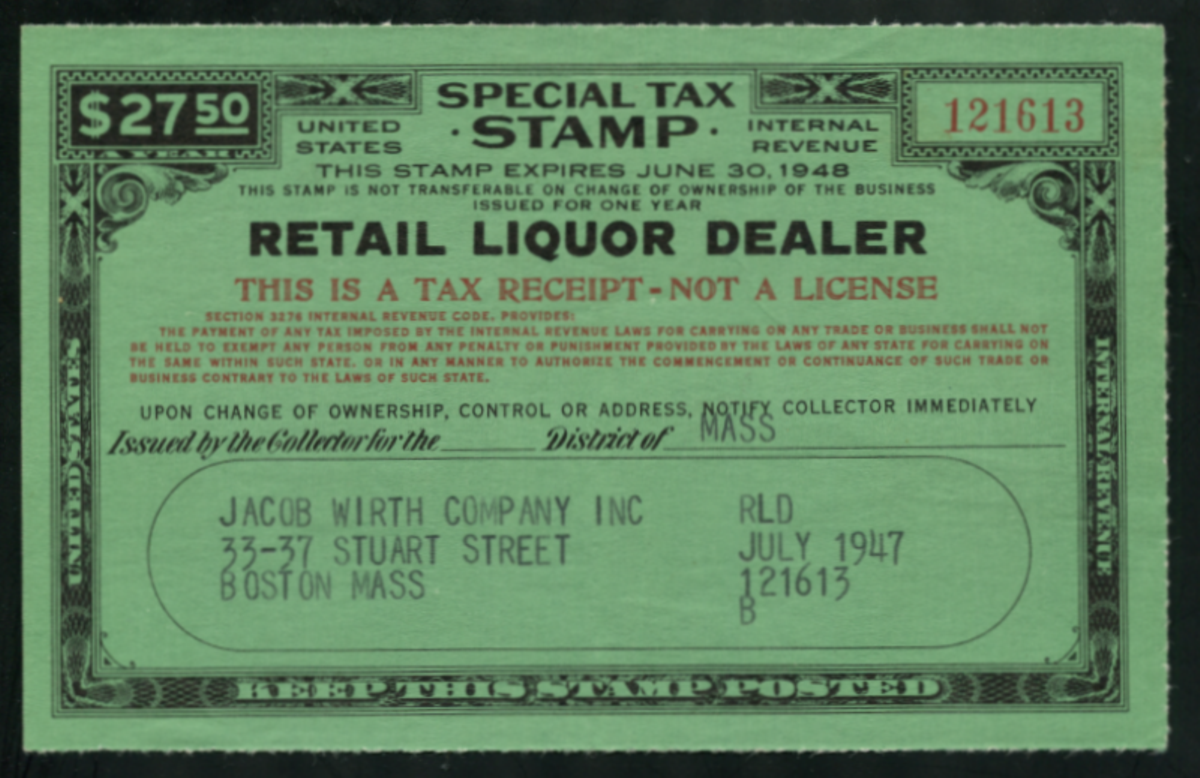 $27 50
A YEAR
SPECIAL TAX
· STAMP ·
UNITED STATES
INTERNAL REVENUE
121613
THIS STAMP EXPIRES JUNE 30, 1948
THIS STAMP IS NOT TRANSFERABLE ON CHANGE OF OWNERSHIP OF THE BUSINESS
ISSUED FOR ONE YEAR
RETAIL LIQUOR DEALER
THIS IS A TAX RECEIPT - NOT A LICENSE
SECTION 3276 INTERNAL REVENUE CODE, PROVIDES:
THE PAYMENT OF ANY TAX IMPOSED BY THE INTERNAL REVENUE LAWS FOR CARRYING ON ANY TRADE OR BUSINESS SHALL NOT
BE HELD TO EXEMPT ANY PERSON FROM ANY PENALTY OR PUNISHMENT PROVIDED BY THE LAWS OF ANY STATE FOR CARRYING ON
THE SAME WITHIN SUCH STATE, OR IN ANY MANNER TO AUTHORIZE THE COMMENCEMENT OR CONTINUANCE OF SUCH TRADE OR
BUSINESS CONTRARY TO THE LAWS OF SUCH STATE.
UPON CHANGE OF OWNERSHIP, CONTROL OR ADDRESS, NOTIFY COLLECTOR IMMEDIATELY
Issued by the Collector for the District of MASS
JACOB WIRTH COMPANY INC RLD
33-37 STUART STREET JULY 1947
BOSTON MASS 121613
B
UNITED STATES
INTERNAL REVENUE
KEEP THIS STAMP POSTED